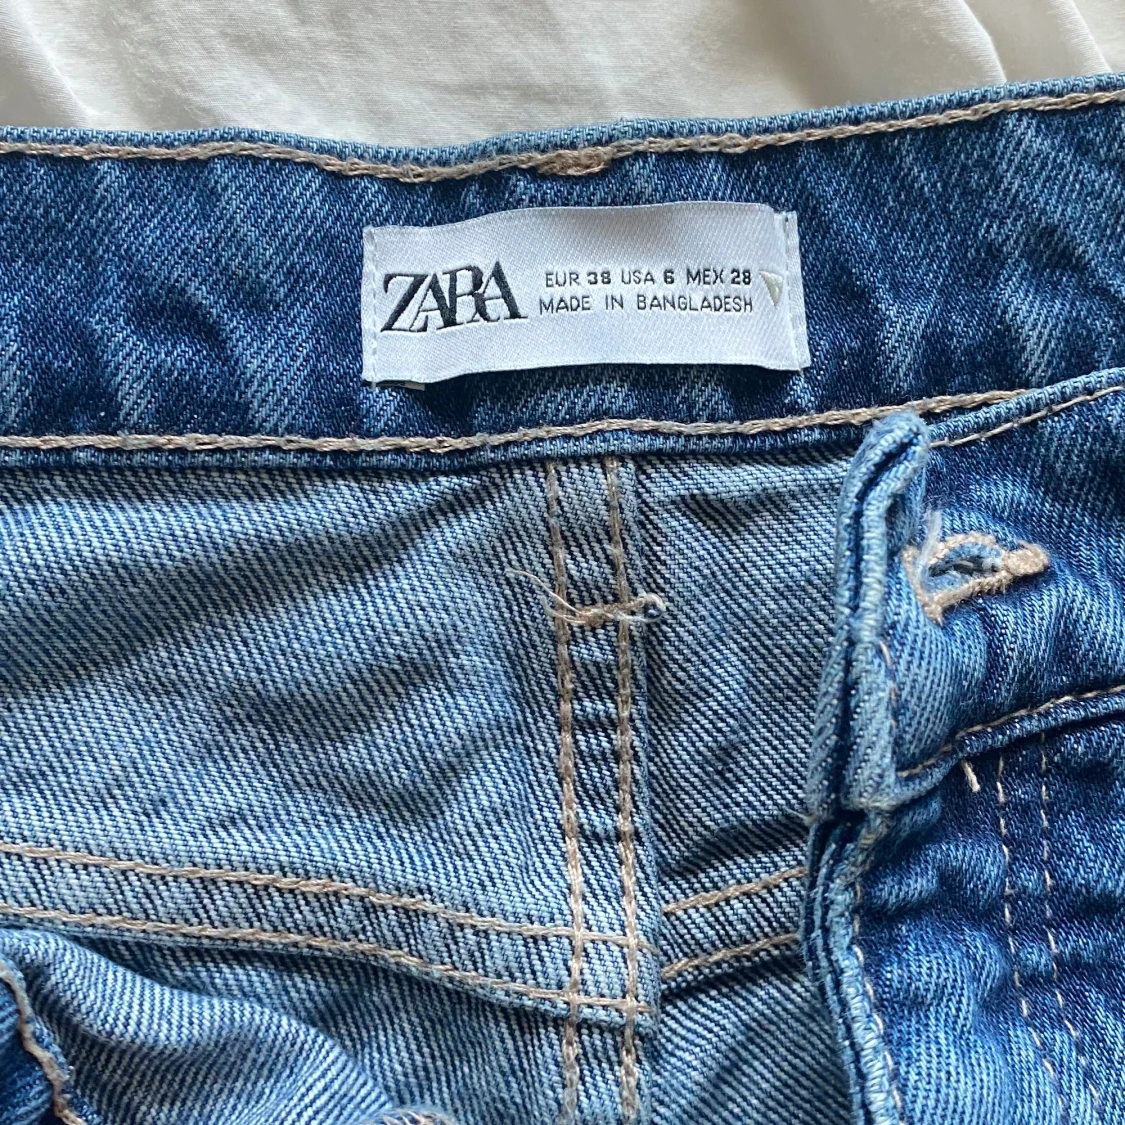 ZARA
EUR 38 USA 6 MEX 28
MADE IN BANGLADESH